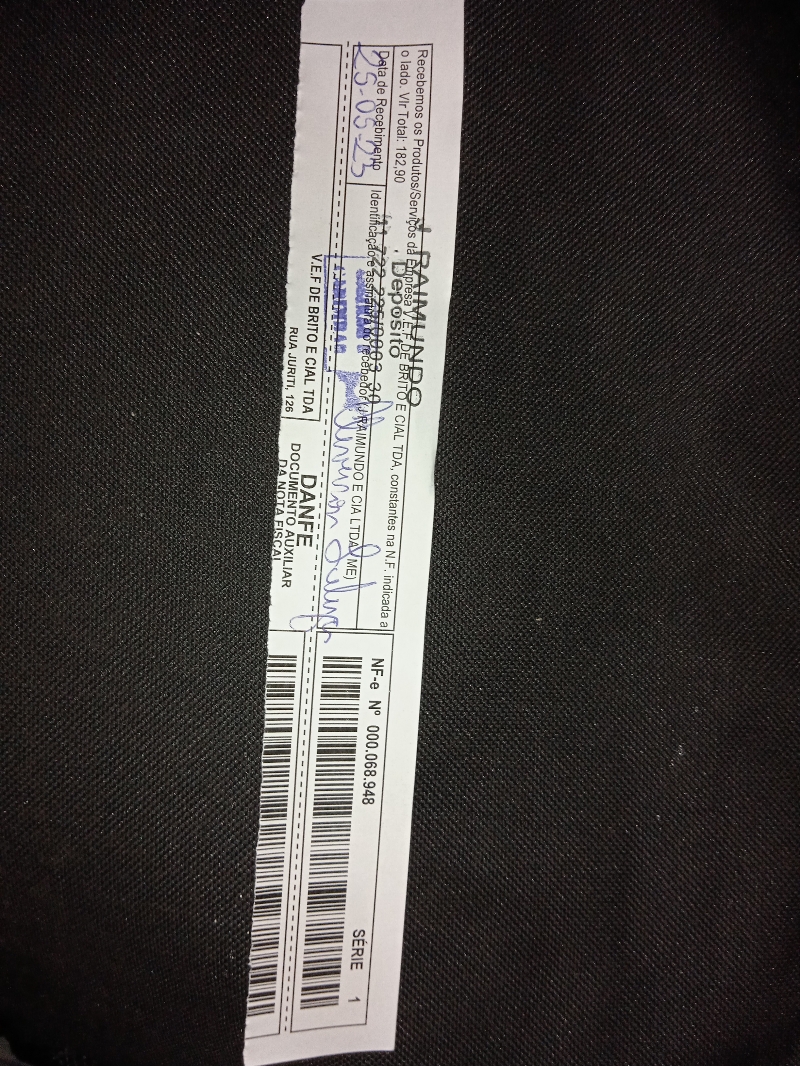 Recebemos os Produtos/Serviços da Empresa V.E.F DE BRITO E CIAL TDA, constantes na N.F. indicada a
o lado. Vlr Total: 182,90
J RAIMUNDO
Depósito
Data de Recebimento
25-05-23
Identificação e assinatura do recebedor (J RAIMUNDO E CIA LTDA ME)
NF-e Nº 000.068.948
SÉRIE 1
V.E.F DE BRITO E CIAL TDA
RUA JURITI, 126
DANFE
DOCUMENTO AUXILIAR
DA NOTA FISCAL